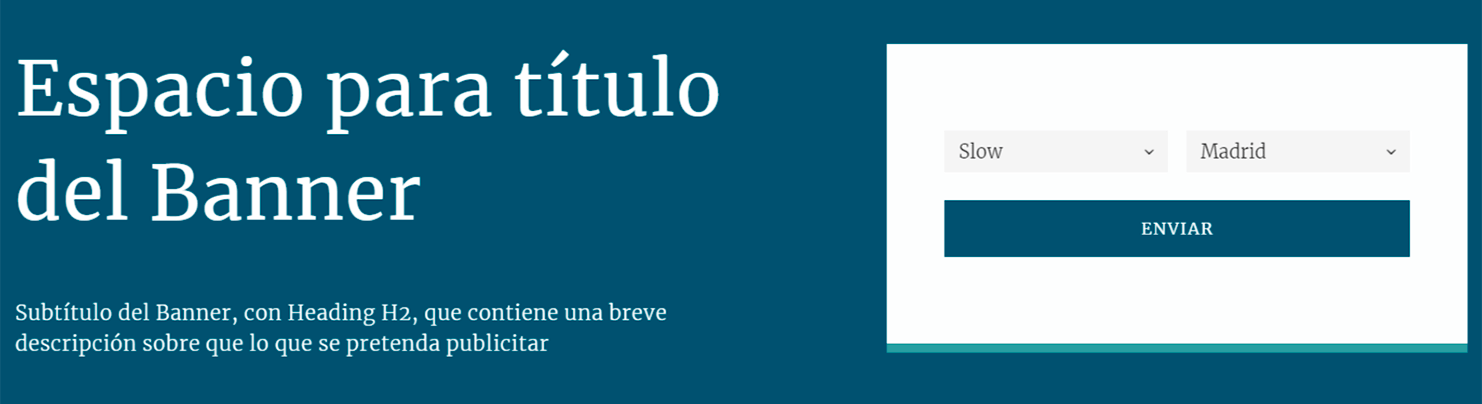 Espacio para título
del Banner
Subtítulo del Banner, con Heading H2, que contiene una breve
descripción sobre que lo que se pretenda publicitar
Slow
Madrid
ENVIAR